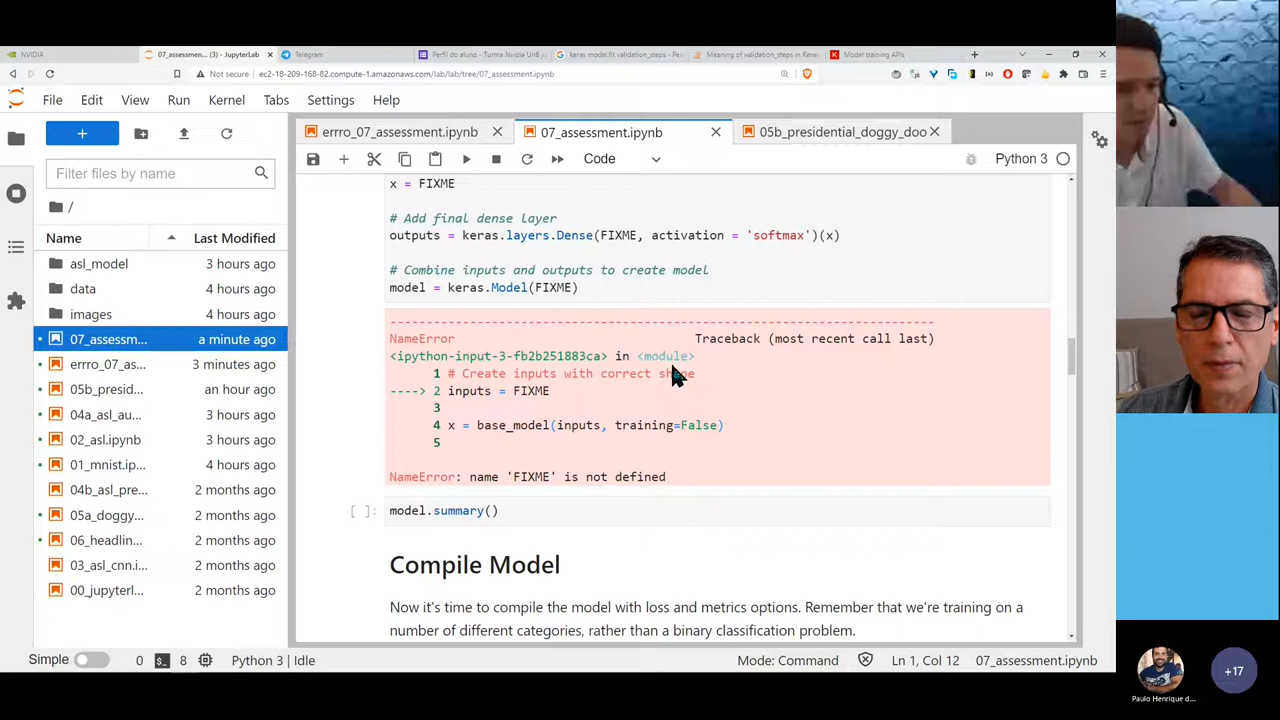 NVIDIA
07_assessment... (3) - JupyterLab
Telegram
Perfil do aluno - Turma Nvidia UnB
keras model.fit validation_steps - Pe
Meaning of validation_steps in Ker
Model training APIs
Not secure ec2-18-209-168-82.compute-1.amazonaws.com/lab/lab/tree/07_assessment.ipynb
File Edit View Run Kernel Tabs Settings Help
errro_07_assessment.ipynb
07_assessment.ipynb
05b_presidential_doggy_doo
Code
Python 3
Filter files by name
/
Name Last Modified
asl_model 3 hours ago
data 4 hours ago
images 4 hours ago
07_assessm... a minute ago
errro_07_as... 3 minutes ago
05b_presid... an hour ago
04a_asl_au... 3 hours ago
02_asl.ipynb 3 hours ago
01_mnist.ip... 4 hours ago
04b_asl_pre... 2 months ago
05a_doggy... 2 months ago
06_headlin... 2 months ago
03_asl_cnn.i... 2 months ago
00_jupyterl... 2 months ago
x = FIXME
# Add final dense layer
outputs = keras.layers.Dense(FIXME, activation = 'softmax')(x)
# Combine inputs and outputs to create model
model = keras.Model(FIXME)
---------------------------------------------------------------------------
NameError Traceback (most recent call last)
<ipython-input-3-fb2b251883ca> in <module>
1 # Create inputs with correct shape
----> 2 inputs = FIXME
3
4 x = base_model(inputs, training=False)
5
NameError: name 'FIXME' is not defined
[ ]: model.summary()
Compile Model
Now it's time to compile the model with loss and metrics options. Remember that we're training on a
number of different categories, rather than a binary classification problem.
Simple 0 8 Python 3 | Idle Mode: Command Ln 1, Col 12 07_assessment.ipynb
Paulo Henrique d...
+17